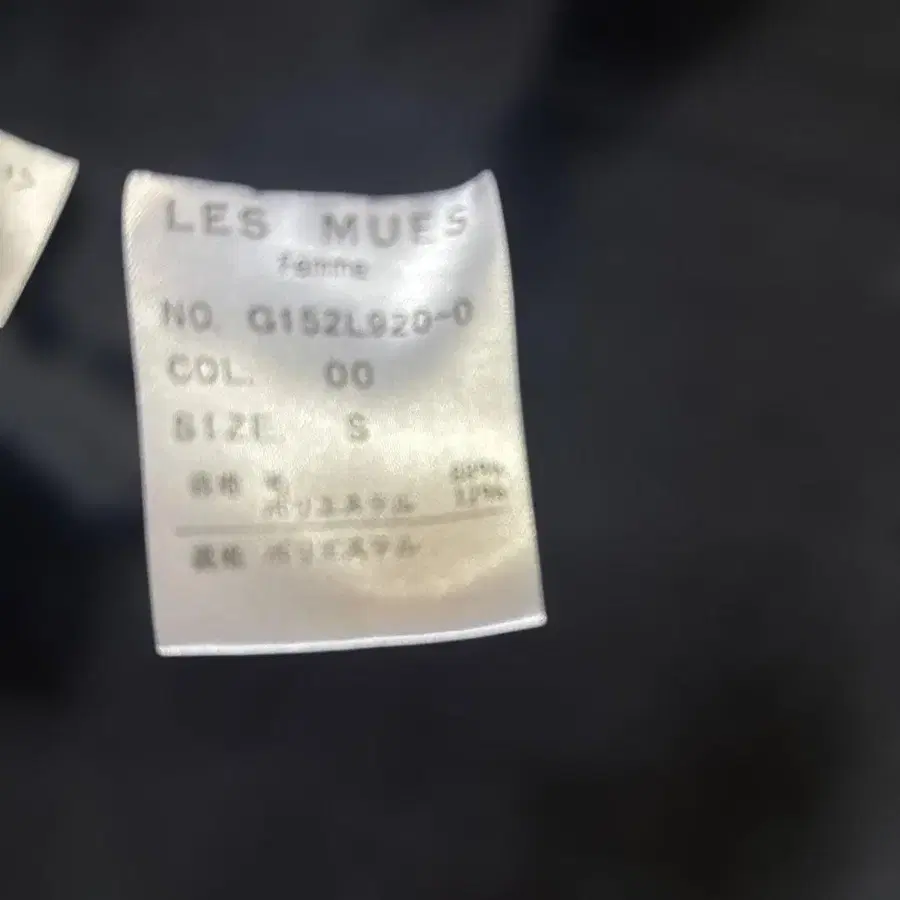 LES MUES
femme
NO. G152L920-0
COL. 00
SIZE. S
表地 毛
ポリエステル 12%
裏地 ポリエステル